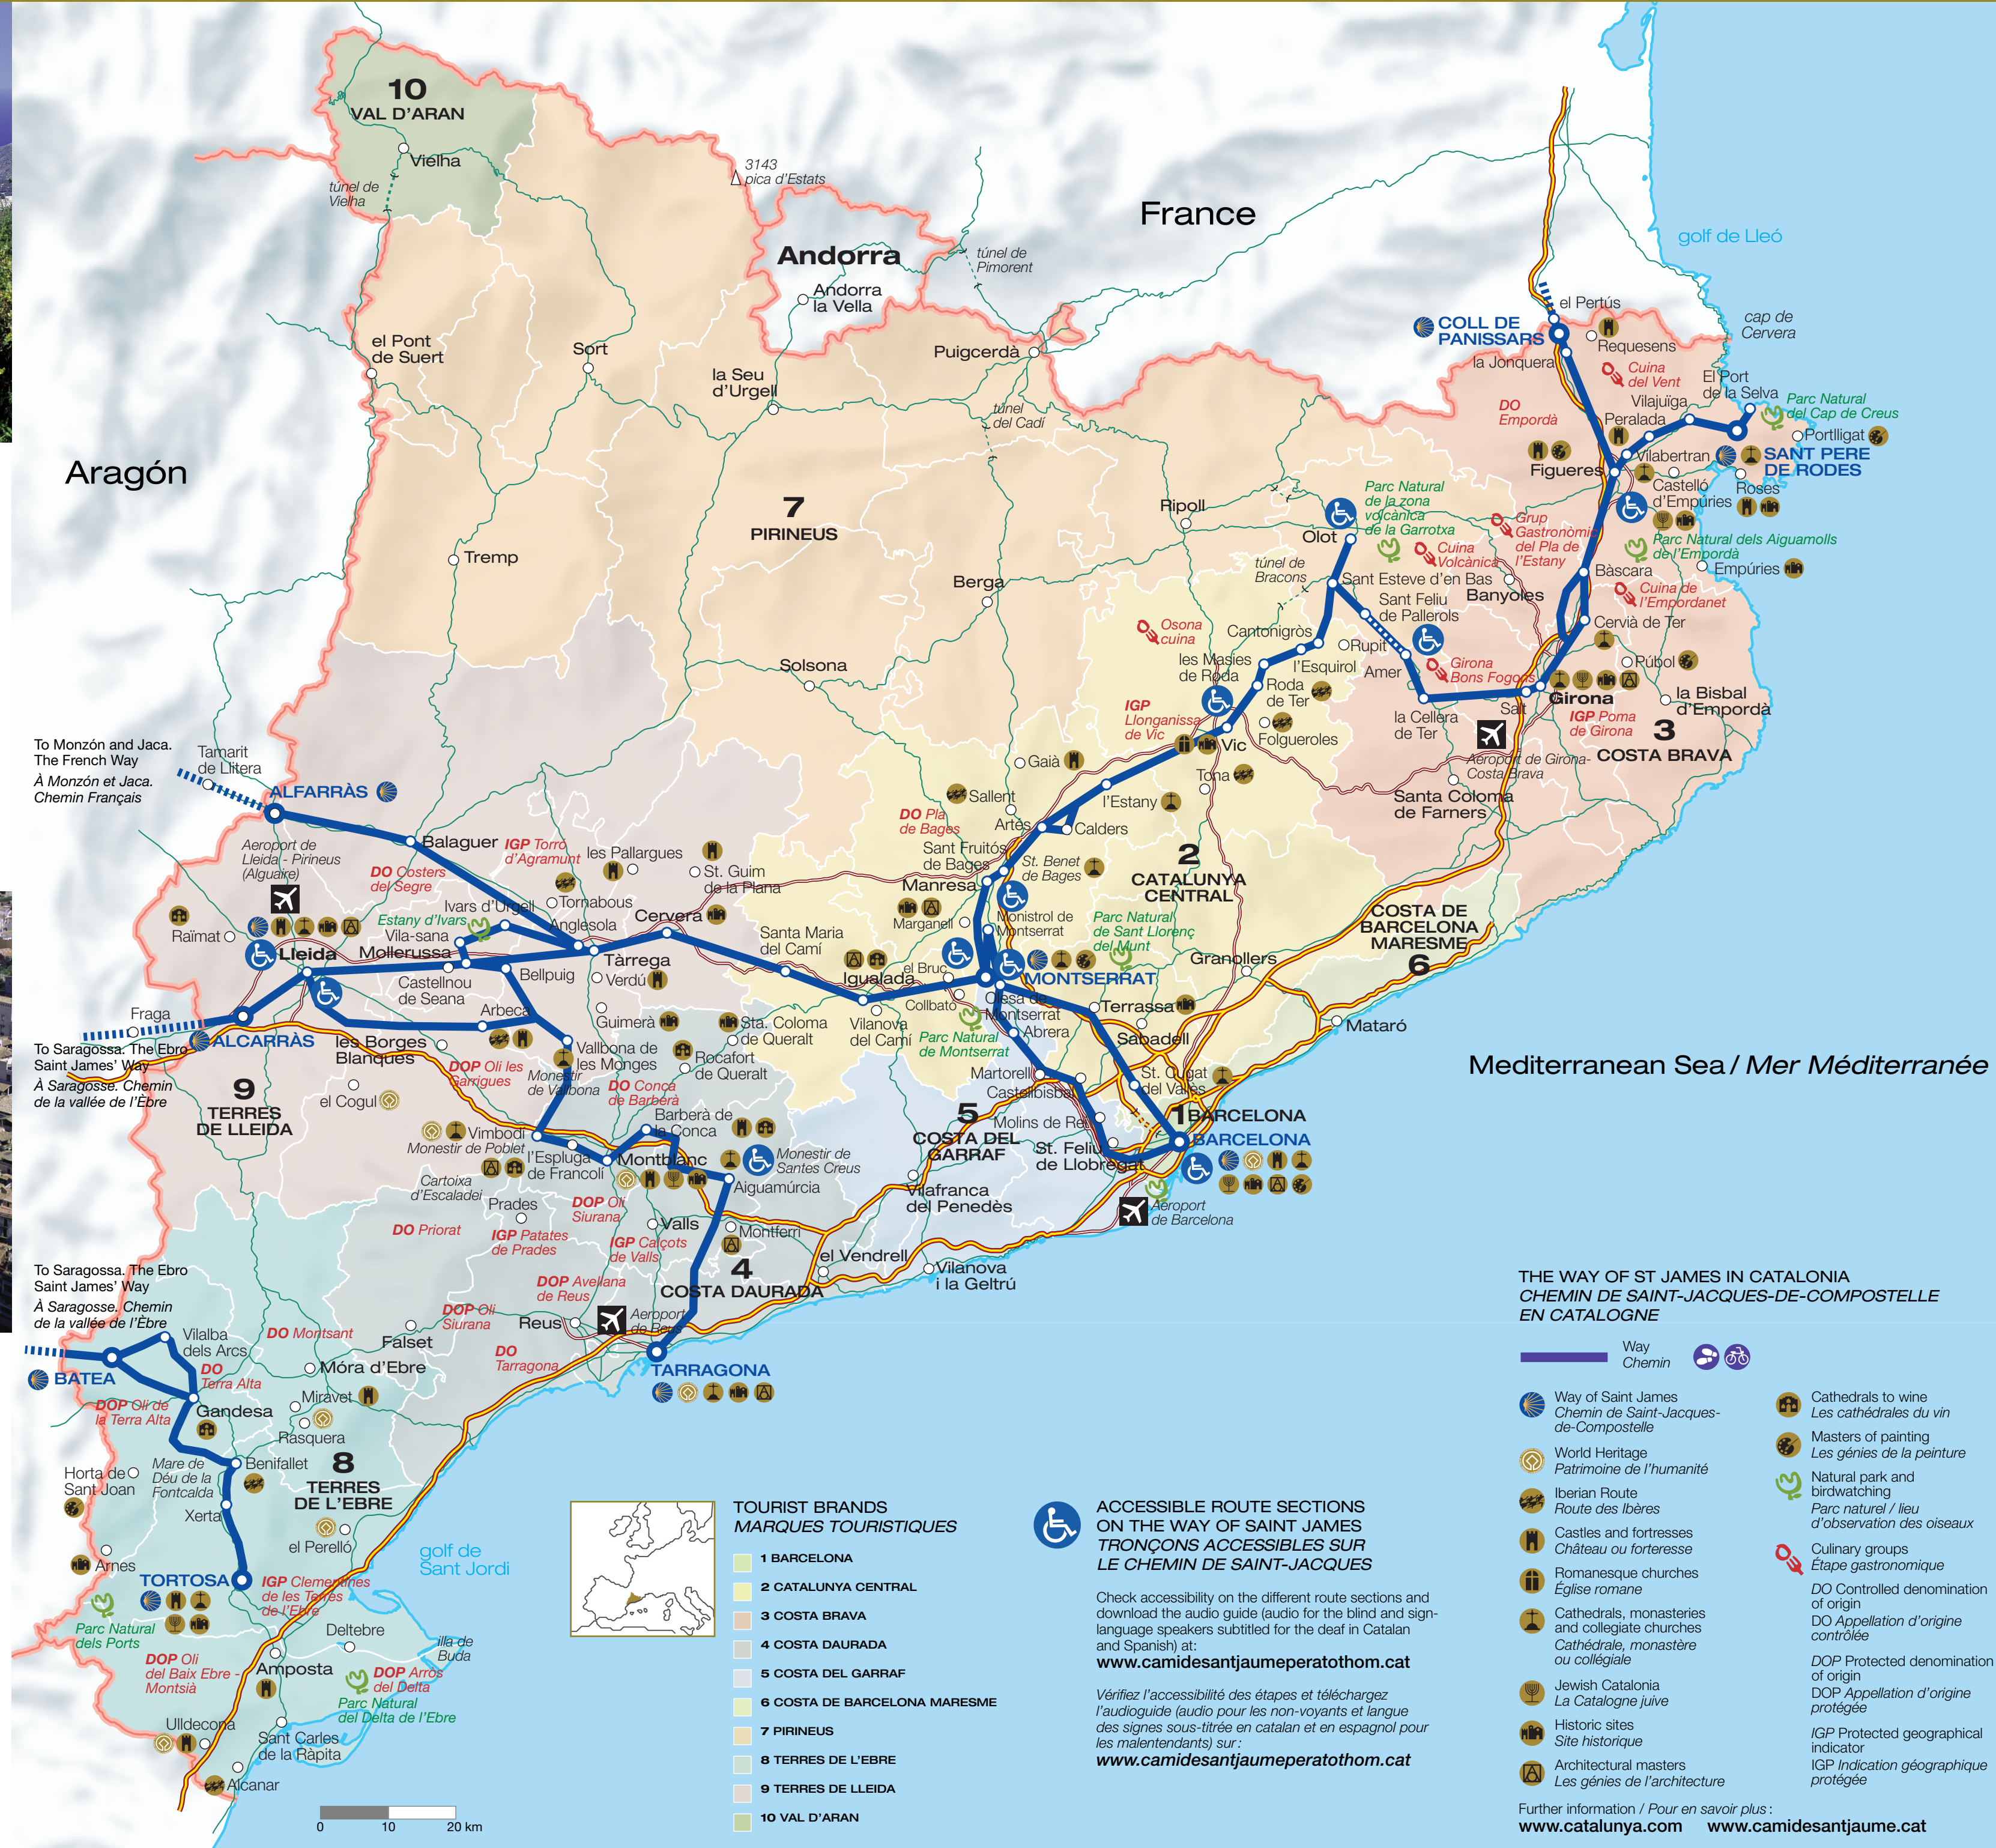 10
VAL D'ARAN
Vielha
túnel de
Vielha
3143
pica d'Estats
France
golf de Lleó
Andorra
túnel de
Pimorent
Andorra
la Vella
el Pertús
COLL DE
PANISSARS
cap de
Cervera
Requesens
la Jonquera
Cuina
del Vent
el Pont
de Suert
Sort
Puigcerdà
la Seu
d'Urgell
túnel
del Cadí
El Port
de la Selva
Vilajuïga
Parc Natural
del Cap de Creus
DO
Empordà
Peralada
Portlligat
Vilabertran
SANT PERE
DE RODES
Figueres
Castelló
d'Empúries
Roses
Aragón
7
PIRINEUS
Ripoll
Parc Natural
de la zona
volcànica
de la Garrotxa
Olot
Grup
Gastronòmic
del Pla de
l'Estany
Cuina
Volcànica
Parc Natural dels Aiguamolls
de l'Empordà
Empúries
Tremp
túnel de
Bracons
Sant Esteve d'en Bas
Banyoles
Bàscara
Berga
Sant Feliu
de Pallerols
Cuina de
l'Empordanet
Osona
cuina
Cantonigròs
Cervià de Ter
Rupit
les Masies
de Roda
l'Esquirol
Amer
Girona
Bons Fogons
Púbol
Solsona
Roda
de Ter
Girona
la Bisbal
d'Empordà
IGP
Llonganissa
de Vic
la Cellera
de Ter
Salt
IGP Poma
de Girona
3
COSTA BRAVA
Vic
Folgueroles
Aeroport de Girona-
Costa Brava
To Monzón and Jaca.
The French Way
À Monzón et Jaca.
Chemin Français
Tamarit
de Llitera
ALFARRÀS
Gaià
Tona
Sallent
l'Estany
Santa Coloma
de Farners
DO Pla
de Bages
Artés
Calders
Aeroport de
Lleida - Pirineus
(Alguaire)
Balaguer
IGP Torró
d'Agramunt
les Pallargues
St. Guim
de la Plana
DO Costers
del Segre
Sant Fruitós
de Bages
St. Benet
de Bages
2
CATALUNYA
CENTRAL
Manresa
Ivars d'Urgell
Tornabous
Estany d'Ivars
Anglesola
Cervera
Marganell
Monistrol de
Montserrat
Parc Natural
de Sant Llorenç
del Munt
COSTA DE
BARCELONA
MARESME
6
Raïmat
Vila-sana
Santa Maria
del Camí
Lleida
Mollerussa
Tàrrega
Igualada
el Bruc
MONTSERRAT
Granollers
Castellnou
de Seana
Bellpuig
Verdú
Collbató
Olesa de
Montserrat
Terrassa
Fraga
Arbeca
Guimerà
Sta. Coloma
de Queralt
Vilanova
del Camí
Abrera
Mataró
Sabadell
ALCARRÀS
les Borges
Blanques
Vallbona de
les Monges
Parc Natural
de Montserrat
To Saragossa. The Ebro
Saint James' Way
À Saragosse. Chemin
de la vallée de l'Èbre
Rocafort
de Queralt
Mediterranean Sea / Mer Méditerranée
DOP Oli les
Garrigues
Monestir
de Vallbona
Martorell
St. Cugat
del Vallès
9
TERRES
DE LLEIDA
el Cogul
DO Conca
de Barberà
Castellbisbal
Barberà de
la Conca
5
COSTA DEL
GARRAF
Molins de Rei
1 BARCELONA
BARCELONA
Vimbodí
Monestir de Poblet
l'Espluga
de Francolí
Montblanc
Monestir de
Santes Creus
St. Feliu
de Llobregat
Cartoixa
d'Escaladei
Aiguamúrcia
Vilafranca
del Penedès
Prades
DOP Oli
Siurana
Aeroport
de Barcelona
DO Priorat
IGP Patates
de Prades
Valls
Montferri
IGP Calçots
de Valls
el Vendrell
To Saragossa. The Ebro
Saint James' Way
À Saragosse. Chemin
de la vallée de l'Èbre
DOP Avellana
de Reus
4
COSTA DAURADA
Vilanova
i la Geltrú
DOP Oli
Siurana
Reus
Aeroport
de Reus
Vilalba
dels Arcs
DO Montsant
Falset
DO
Tarragona
BATEA
DO
Terra Alta
Móra d'Ebre
TARRAGONA
DOP Oli de
la Terra Alta
Gandesa
Miravet
Rasquera
Horta de
Sant Joan
Mare de
Déu de la
Fontcalda
Benifallet
8
TERRES
DE L'EBRE
Xerta
el Perelló
Arnes
golf de
Sant Jordi
TORTOSA
IGP Clementines
de les Terres
de l'Ebre
Parc Natural
dels Ports
Deltebre
illa de
Buda
DOP Oli
del Baix Ebre -
Montsià
Amposta
DOP Arròs
del Delta
Parc Natural
del Delta de l'Ebre
Ulldecona
Sant Carles
de la Ràpita
Alcanar
0 10 20 km
TOURIST BRANDS
MARQUES TOURISTIQUES
1 BARCELONA
2 CATALUNYA CENTRAL
3 COSTA BRAVA
4 COSTA DAURADA
5 COSTA DEL GARRAF
6 COSTA DE BARCELONA MARESME
7 PIRINEUS
8 TERRES DE L'EBRE
9 TERRES DE LLEIDA
10 VAL D'ARAN
ACCESSIBLE ROUTE SECTIONS
ON THE WAY OF SAINT JAMES
TRONÇONS ACCESSIBLES SUR
LE CHEMIN DE SAINT-JACQUES
Check accessibility on the different route sections and
download the audio guide (audio for the blind and sign-
language speakers subtitled for the deaf in Catalan
and Spanish) at:
www.camidesantjaumeperatothom.cat
Vérifiez l'accessibilité des étapes et téléchargez
l'audioguide (audio pour les non-voyants et langue
des signes sous-titrée en catalan et en espagnol pour
les malentendants) sur :
www.camidesantjaumeperatothom.cat
THE WAY OF ST JAMES IN CATALONIA
CHEMIN DE SAINT-JACQUES-DE-COMPOSTELLE
EN CATALOGNE
Way
Chemin
Way of Saint James
Chemin de Saint-Jacques-
de-Compostelle
World Heritage
Patrimoine de l'humanité
Iberian Route
Route des Ibères
Castles and fortresses
Château ou forteresse
Romanesque churches
Église romane
Cathedrals, monasteries
and collegiate churches
Cathédrale, monastère
ou collégiale
Jewish Catalonia
La Catalogne juive
Historic sites
Site historique
Architectural masters
Les génies de l'architecture
Cathedrals to wine
Les cathédrales du vin
Masters of painting
Les génies de la peinture
Natural park and
birdwatching
Parc naturel / lieu
d'observation des oiseaux
Culinary groups
Étape gastronomique
DO Controlled denomination
of origin
DO Appellation d'origine
contrôlée
DOP Protected denomination
of origin
DOP Appellation d'origine
protégée
IGP Protected geographical
indicator
IGP Indication géographique
protégée
Further information / Pour en savoir plus :
www.catalunya.com www.camidesantjaume.cat